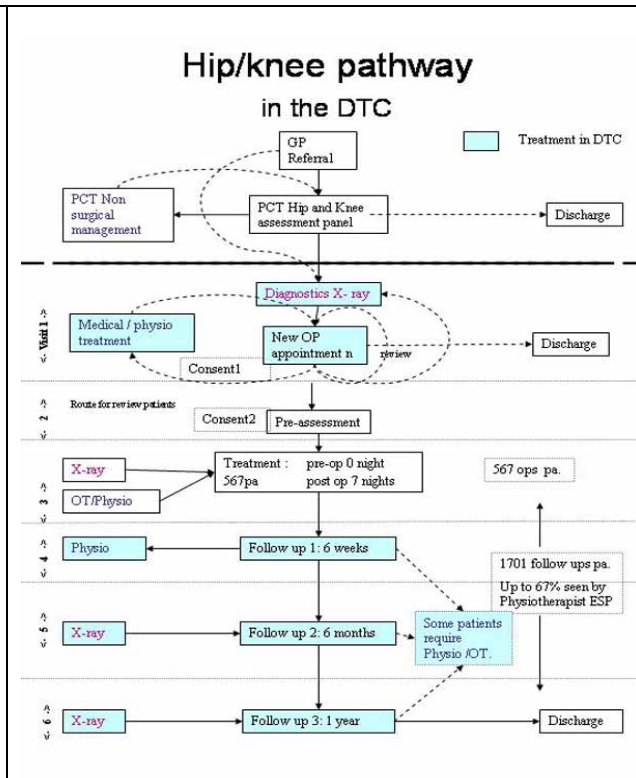 Hip/knee pathway
in the DTC
GP
Referral
Treatment in DTC
PCT Non
surgical
management
PCT Hip and Knee
assessment panel
Discharge
Diagnostics X- ray
<- Visit 1 ->
Medical / physio
treatment
New OP
appointment n
review
Discharge
Consent1
<- 2 ->
Route for review patients
Consent2
Pre-assessment
<- 3 ->
X-ray
OT/Physio
Treatment : pre-op 0 night
567pa post op 7 nights
567 ops pa.
<- 4 ->
Physio
Follow up 1: 6 weeks
1701 follow ups pa.
Up to 67% seen by
Physiotherapist ESP
<- 5 ->
X-ray
Follow up 2: 6 months
Some patients
require
Physio /OT.
<- 6 ->
X-ray
Follow up 3: 1 year
Discharge